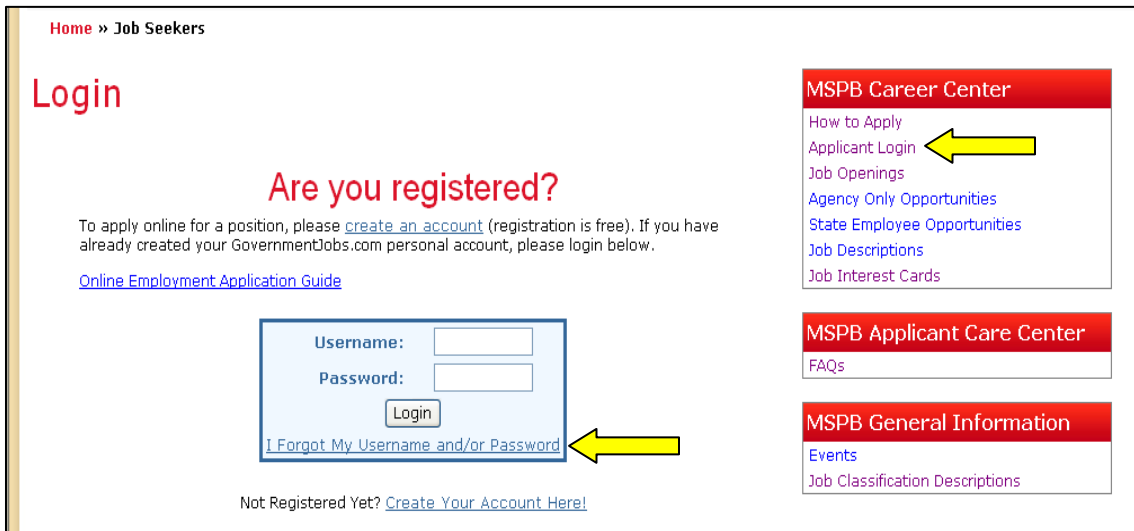 Home » Job Seekers
Login
Are you registered?
To apply online for a position, please create an account (registration is free). If you have
already created your GovernmentJobs.com personal account, please login below.
Online Employment Application Guide
Username:
Password:
Login
I Forgot My Username and/or Password
Not Registered Yet? Create Your Account Here!
MSPB Career Center
How to Apply
Applicant Login
Job Openings
Agency Only Opportunities
State Employee Opportunities
Job Descriptions
Job Interest Cards
MSPB Applicant Care Center
FAQs
MSPB General Information
Events
Job Classification Descriptions